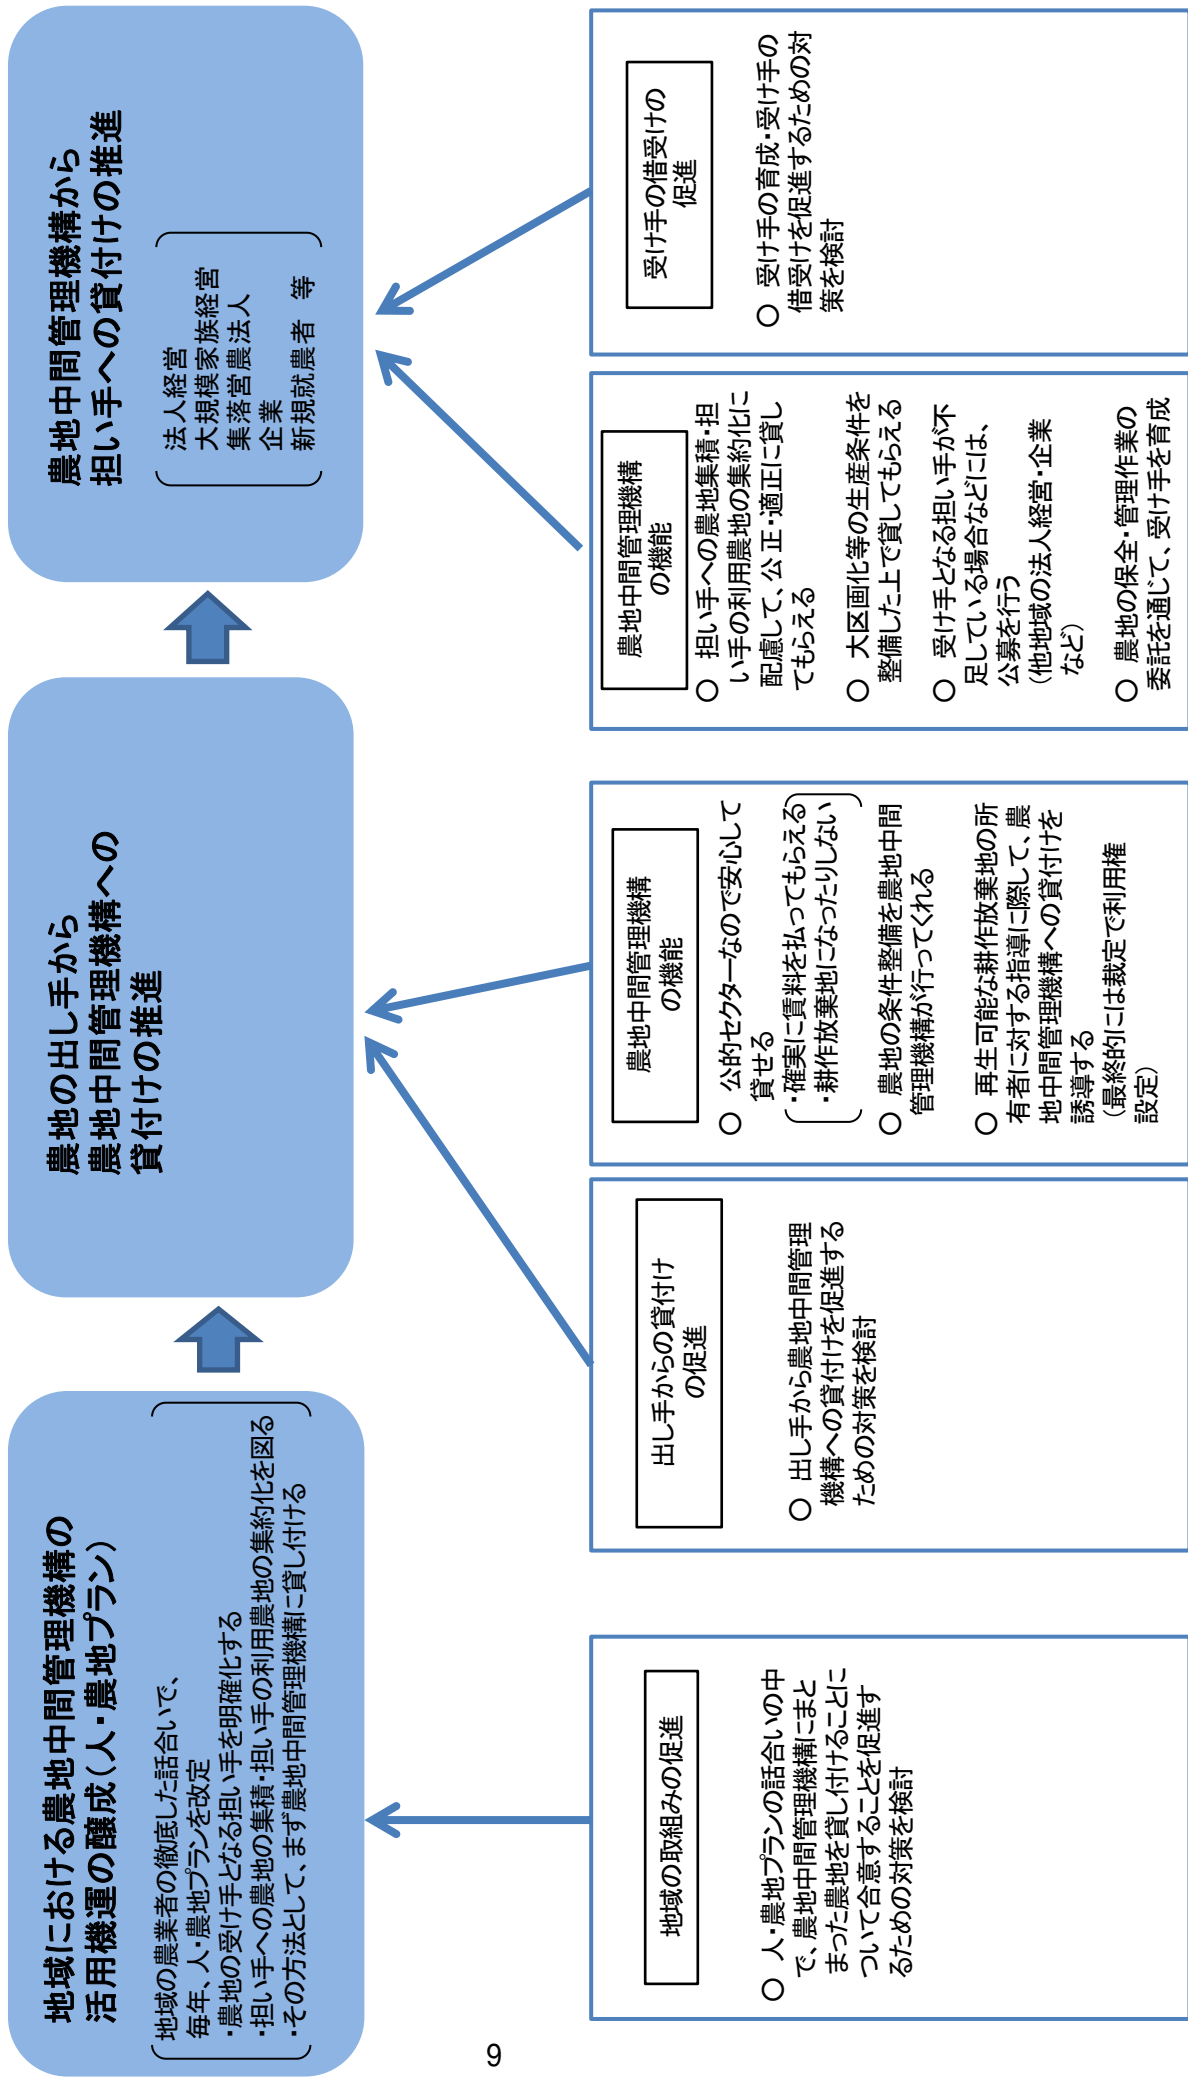 地域における農地中間管理機構の
活用機運の醸成（人・農地プラン）
地域の農業者の徹底した話合いで、
毎年、人・農地プランを改定
・農地の受け手となる担い手を明確化する
・担い手への農地の集積・担い手の利用農地の集約化を図る
・その方法として、まず農地中間管理機構に貸し付ける
農地の出し手から
農地中間管理機構への
貸付けの推進
農地中間管理機構から
担い手への貸付けの推進
法人経営
大規模家族経営
集落営農法人
企業
新規就農者 等
地域の取組みの促進
○ 人・農地プランの話合いの中
で、農地中間管理機構にまと
まった農地を貸し付けることに
ついて合意することを促進す
るための対策を検討
出し手からの貸付け
の促進
○ 出し手から農地中間管理
機構への貸付けを促進する
ための対策を検討
農地中間管理機構
の機能
○ 公的セクターなので安心して
貸せる
・確実に賃料を払ってもらえる
・耕作放棄地になったりしない
○ 農地の条件整備を農地中間
管理機構が行ってくれる
○ 再生可能な耕作放棄地の所
有者に対する指導に際して、農
地中間管理機構への貸付けを
誘導する
（最終的には裁定で利用権
設定）
農地中間管理機構
の機能
○ 担い手への農地集積・担
い手の利用農地の集約化に
配慮して、公正・適正に貸し
てもらえる
○ 大区画化等の生産条件を
整備した上で貸してもらえる
○ 受け手となる担い手が不
足している場合などには、
公募を行う
（他地域の法人経営・企業
など）
○ 農地の保全・管理作業の
委託を通じて、受け手を育成
受け手の借受けの
促進
○ 受け手の育成・受け手の
借受けを促進するための対
策を検討
9